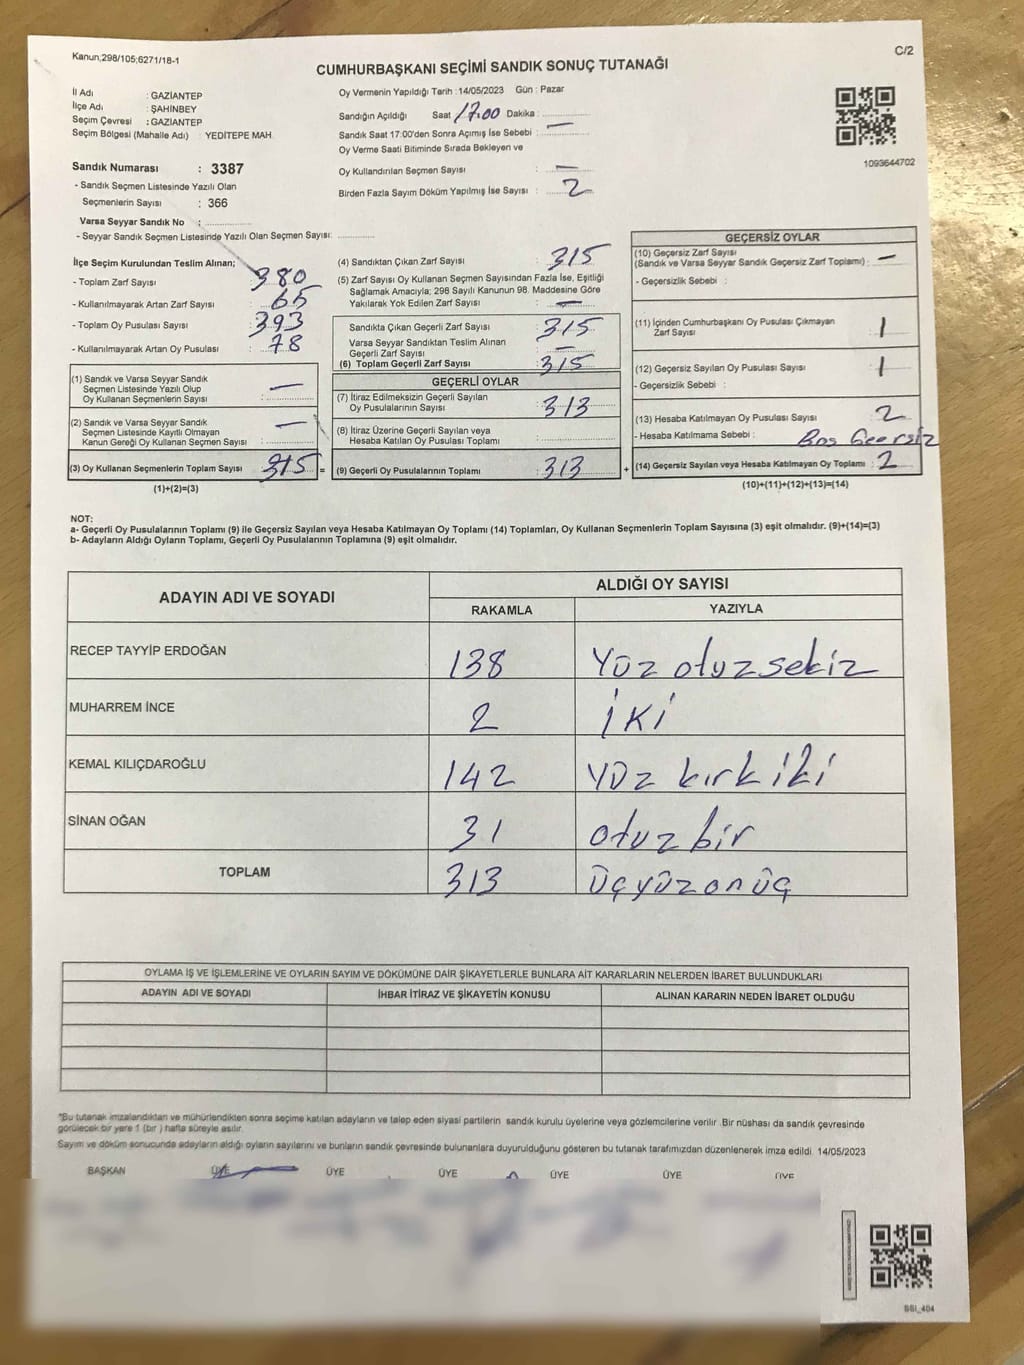 Kanun;298/105;6271/18-1
C/2
CUMHURBAŞKANI SEÇİMİ SANDIK SONUÇ TUTANAĞI
İl Adı : GAZİANTEP
İlçe Adı : ŞAHİNBEY
Seçim Çevresi : GAZİANTEP
Seçim Bölgesi (Mahalle Adı) : YEDİTEPE MAH.
Sandık Numarası : 3387
- Sandık Seçmen Listesinde Yazılı Olan
Seçmenlerin Sayısı : 366
Varsa Seyyar Sandık No :
- Seyyar Sandık Seçmen Listesinde Yazılı Olan Seçmen Sayısı:
Oy Vermenin Yapıldığı Tarih :14/05/2023 Gün : Pazar
Sandığın Açıldığı Saat 17.00 Dakika :
Sandık Saat 17:00'den Sonra Açımış İse Sebebi : —
Oy Verme Saati Bitiminde Sırada Bekleyen ve
Oy Kullandırılan Seçmen Sayısı : —
Birden Fazla Sayım Döküm Yapılmış İse Sayısı : 2
1093644702
İlçe Seçim Kurulundan Teslim Alınan;
- Toplam Zarf Sayısı : 380
- Kullanılmayarak Artan Zarf Sayısı : 65
- Toplam Oy Pusulası Sayısı : 393
- Kullanılmayarak Artan Oy Pusulası : 78
(1) Sandık ve Varsa Seyyar Sandık
Seçmen Listesinde Yazılı Olup
Oy Kullanan Seçmenlerin Sayısı : —
(2) Sandık ve Varsa Seyyar Sandık
Seçmen Listesinde Kayıtlı Olmayan
Kanun Gereği Oy Kullanan Seçmen Sayısı : —
(3) Oy Kullanan Seçmenlerin Toplam Sayısı : 315 =
(1)+(2)=(3)
(4) Sandıktan Çıkan Zarf Sayısı : 315
(5) Zarf Sayısı Oy Kullanan Seçmen Sayısından Fazla İse, Eşitliği
Sağlamak Amacıyla; 298 Sayılı Kanunun 98. Maddesine Göre
Yakılarak Yok Edilen Zarf Sayısı : —
Sandıkta Çıkan Geçerli Zarf Sayısı : 315
Varsa Seyyar Sandıktan Teslim Alınan
Geçerli Zarf Sayısı : —
(6) Toplam Geçerli Zarf Sayısı : 315
GEÇERLİ OYLAR
(7) İtiraz Edilmeksizin Geçerli Sayılan
Oy Pusulalarının Sayısı : 313
(8) İtiraz Üzerine Geçerli Sayılan veya
Hesaba Katılan Oy Pusulası Toplamı :
(9) Geçerli Oy Pusulalarının Toplamı : 313 +
GEÇERSİZ OYLAR
(10) Geçersiz Zarf Sayısı
(Sandık ve Varsa Seyyar Sandık Geçersiz Zarf Toplamı) : —
- Geçersizlik Sebebi :
(11) İçinden Cumhurbaşkanı Oy Pusulası Çıkmayan
Zarf Sayısı : 1
(12) Geçersiz Sayılan Oy Pusulası Sayısı : 1
- Geçersizlik Sebebi :
(13) Hesaba Katılmayan Oy Pusulası Sayısı : 2
- Hesaba Katılmama Sebebi : Boş Geersiz
(14) Geçersiz Sayılan veya Hesaba Katılmayan Oy Toplamı : 2
(10)+(11)+(12)+(13)=(14)
NOT:
a- Geçerli Oy Pusulalarının Toplamı (9) ile Geçersiz Sayılan veya Hesaba Katılmayan Oy Toplamı (14) Toplamları, Oy Kullanan Seçmenlerin Toplam Sayısına (3) eşit olmalıdır. (9)+(14)=(3)
b- Adayların Aldığı Oyların Toplamı, Geçerli Oy Pusulalarının Toplamına (9) eşit olmalıdır.
ADAYIN ADI VE SOYADI
ALDIĞI OY SAYISI
RAKAMLA YAZIYLA
RECEP TAYYİP ERDOĞAN 138 Yüz otuzsekiz
MUHARREM İNCE 2 İki
KEMAL KILIÇDAROĞLU 142 yüz kırk iki
SİNAN OĞAN 31 otuz bir
TOPLAM 313 üçyüzonüç
OYLAMA İŞ VE İŞLEMLERİNE VE OYLARIN SAYIM VE DÖKÜMÜNE DAİR ŞİKAYETLERLE BUNLARA AİT KARARLARIN NELERDEN İBARET BULUNDUKLARI
ADAYIN ADI VE SOYADI İHBAR İTİRAZ VE ŞİKAYETİN KONUSU ALINAN KARARIN NEDEN İBARET OLDUĞU
*Bu tutanak imzalandıktan ve mühürlendikten sonra seçime katılan adayların ve talep eden siyasi partilerin sandık kurulu üyelerine veya gözlemcilerine verilir .Bir nüshası da sandık çevresinde
görülecek bir yere 1 (bir ) hafta süreyle asılır.
Sayım ve döküm sonucunda adayların aldığı oyların sayılarını ve bunların sandık çevresinde bulunanlara duyurulduğunu gösteren bu tutanak tarafımızdan düzenlenerek imza edildi. 14/05/2023
BAŞKAN ÜYE ÜYE ÜYE ÜYE ÜYE ÜYE
BBI_404